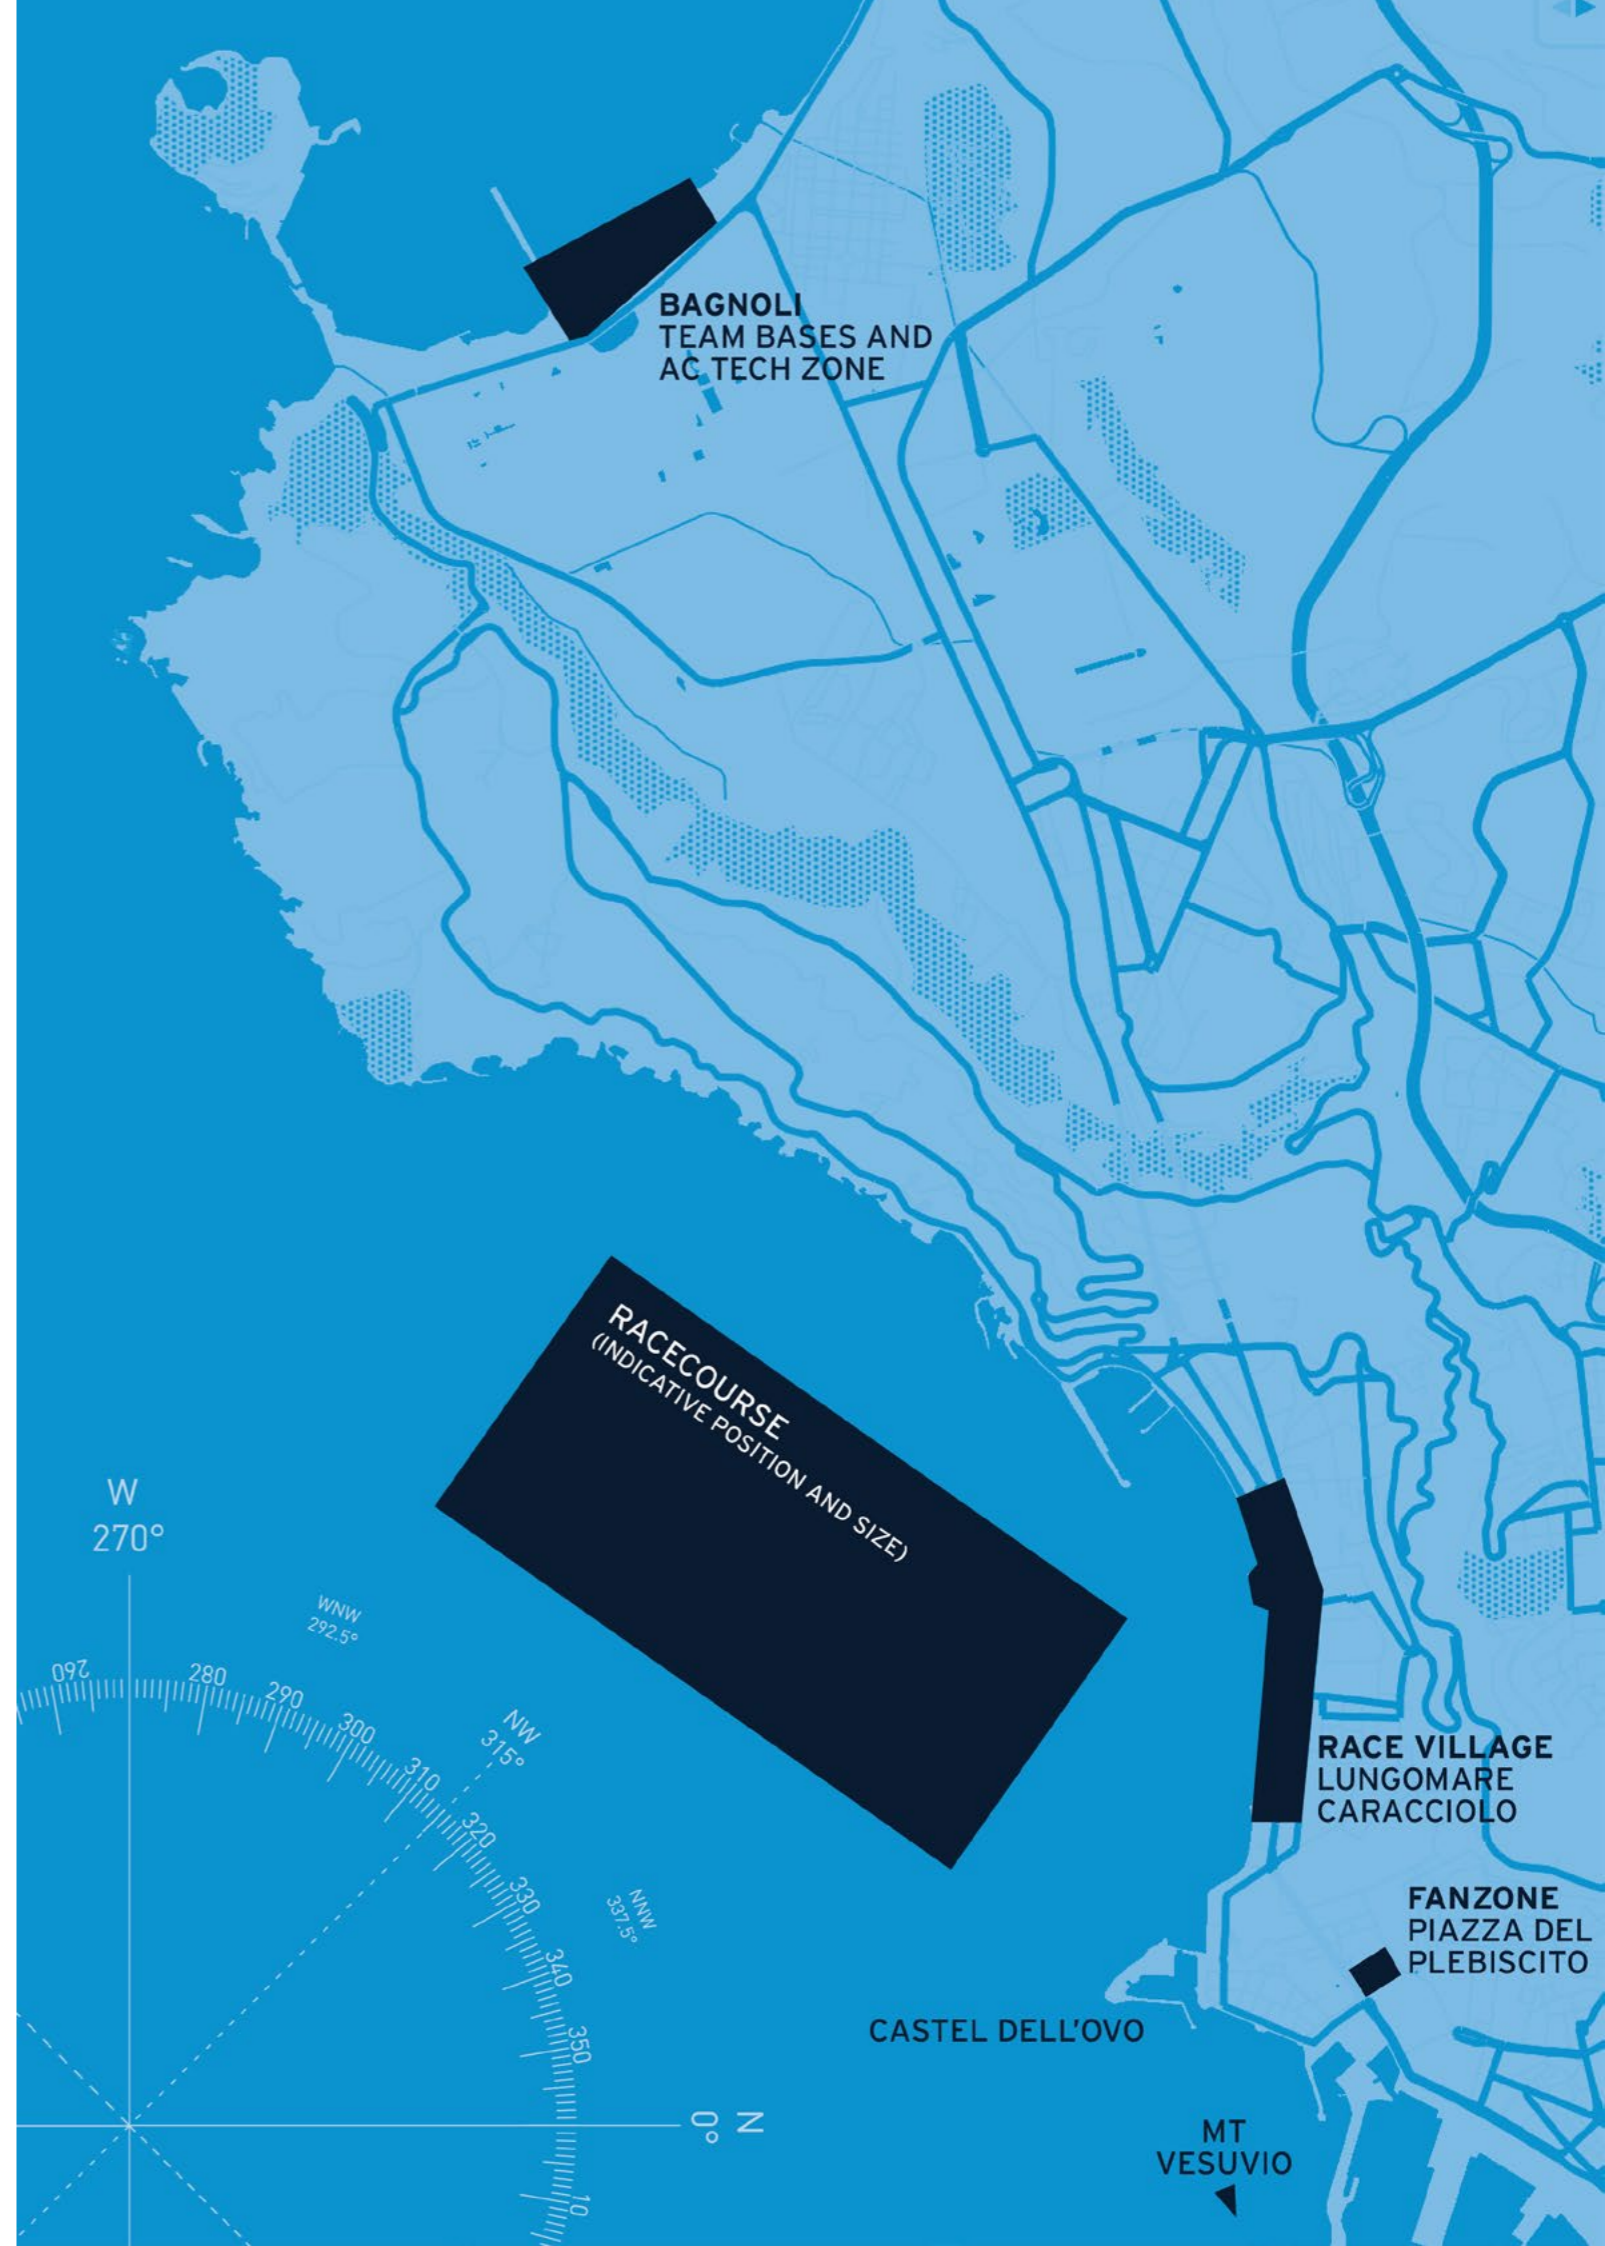 BAGNOLI
TEAM BASES AND
AC TECH ZONE
RACECOURSE
(INDICATIVE POSITION AND SIZE)
W
270°
WNW
292.5°
260
280
290
300
310
NW
315°
320
330
NNW
337.5°
340
350
N
0°
10
RACE VILLAGE
LUNGOMARE
CARACCIOLO
FANZONE
PIAZZA DEL
PLEBISCITO
CASTEL DELL'OVO
MT
VESUVIO